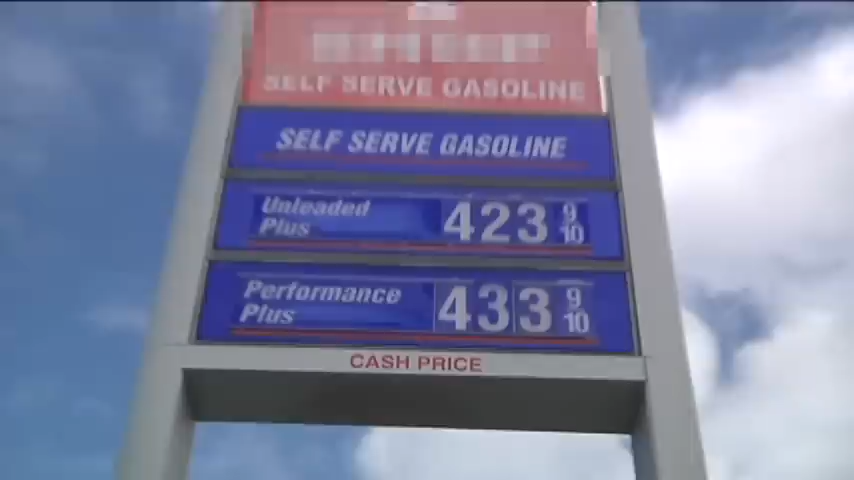 SELF SERVE GASOLINE
SELF SERVE GASOLINE
Unleaded
Plus
423 9/10
Performance
Plus
433 9/10
CASH PRICE